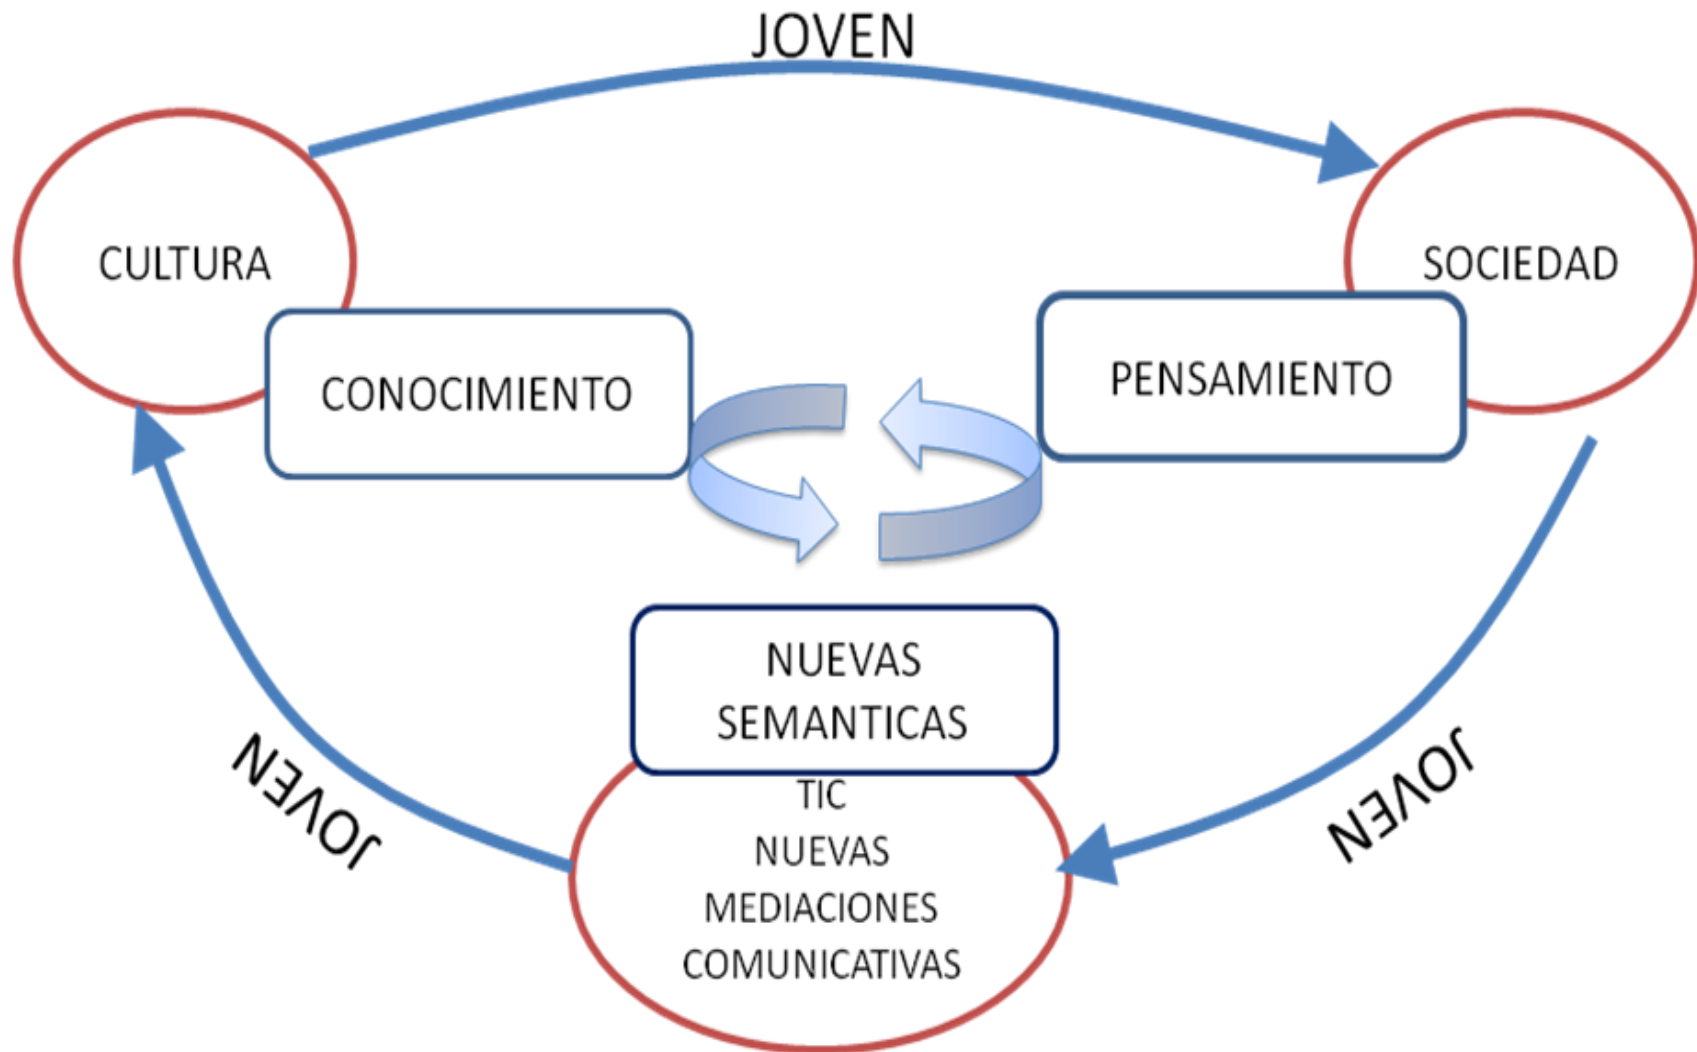 JOVEN
CULTURA
SOCIEDAD
CONOCIMIENTO
PENSAMIENTO
NUEVAS
SEMANTICAS
TIC
NUEVAS
MEDIACIONES
COMUNICATIVAS
JOVEN
JOVEN